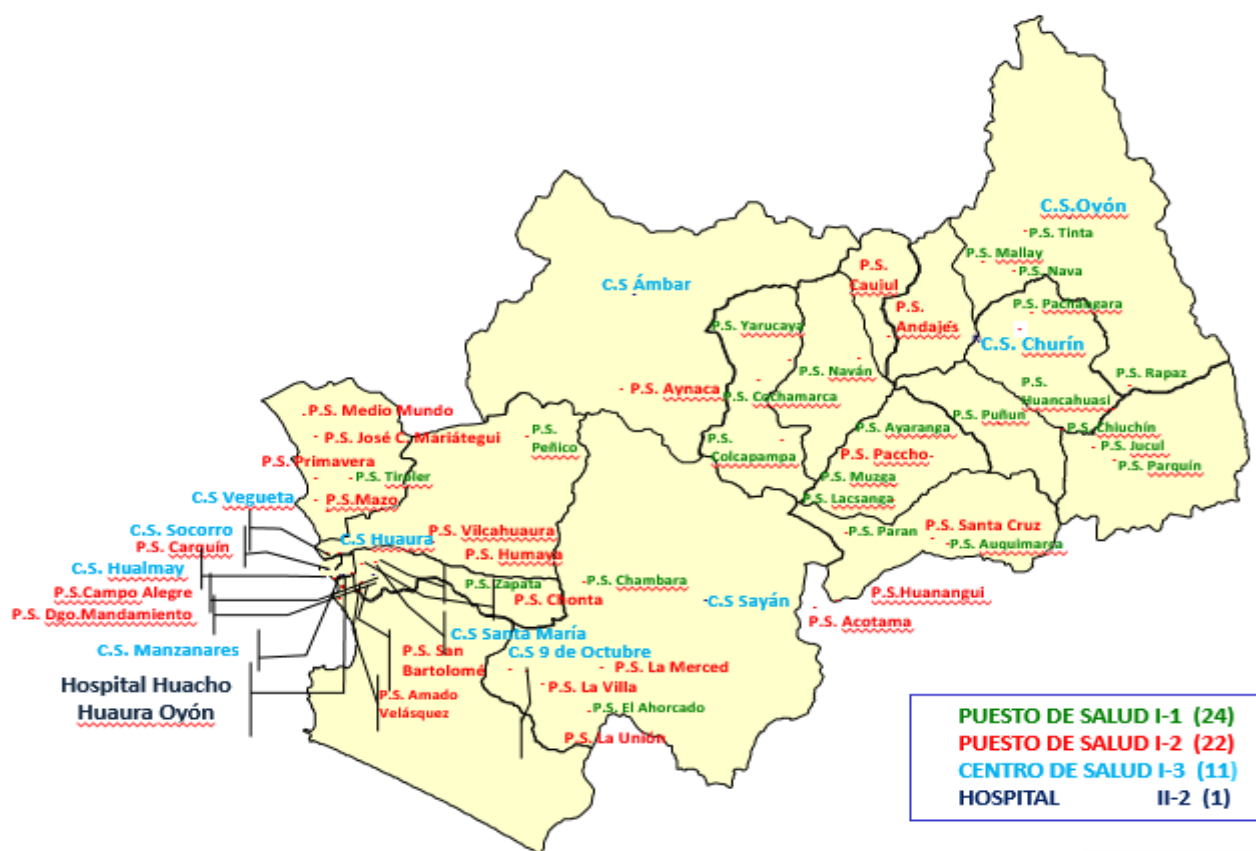 C.S.Oyón
P.S. Tinta
P.S. Mallay
P.S. Nava
P.S. Pachangara
C.S. Churín
P.S. Rapaz
P.S.
Huancahuasi
P.S.
Caujul
P.S.
Andajés
C.S Ámbar
P.S. Yarucaya
P.S. Naván
P.S. Aynaca
P.S. Cochamarca
P.S. Puñun
P.S. Chiuchín
P.S. Jucul
P.S. Parquín
P.S. Ayaranga
P.S. Paccho
P.S.
Colcapampa
P.S. Muzga
P.S. Lacsanga
P.S. Medio Mundo
P.S. José C. Mariátegui
P.S.
Peñico
P.S. Primavera
P.S. Tiroler
P.S.Mazo
C.S Vegueta
C.S. Socorro
P.S. Carquín
C.S Huaura
P.S. Vilcahuaura
P.S. Humaya
P.S. Paran
P.S. Santa Cruz
P.S. Auquimarca
C.S. Hualmay
P.S.Campo Alegre
P.S. Dgo.Mandamiento
P.S. Zapata
P.S. Chonta
P.S. Chambara
C.S Sayán
P.S.Huanangui
P.S. Acotama
C.S. Manzanares
C.S Santa María
P.S. San
Bartolomé
C.S 9 de Octubre
P.S. La Merced
P.S. La Villa
P.S. El Ahorcado
P.S. La Unión
P.S. Amado
Velásquez
Hospital Huacho
Huaura Oyón
PUESTO DE SALUD I-1 (24)
PUESTO DE SALUD I-2 (22)
CENTRO DE SALUD I-3 (11)
HOSPITAL II-2 (1)